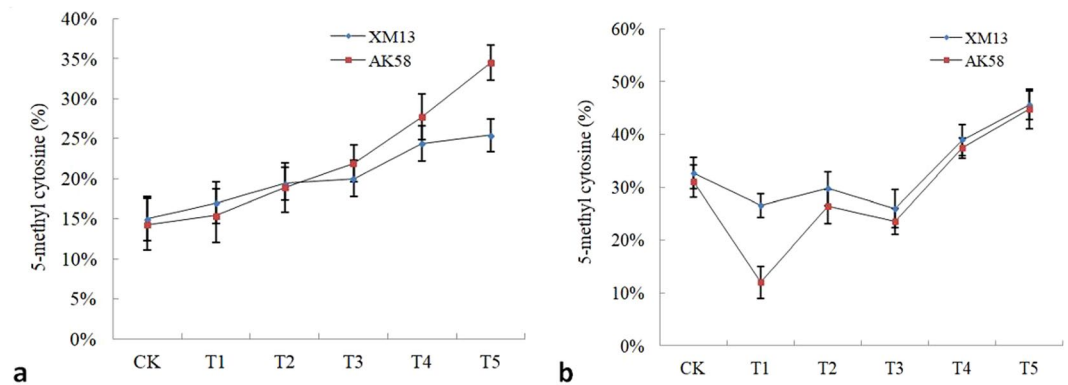 40%
35%
30%
25%
20%
15%
10%
5%
0%
5-methyl cytosine (%)
XM13
AK58
CK T1 T2 T3 T4 T5
a
60%
50%
40%
30%
20%
10%
0%
5-methyl cytosine (%)
XM13
AK58
CK T1 T2 T3 T4 T5
b